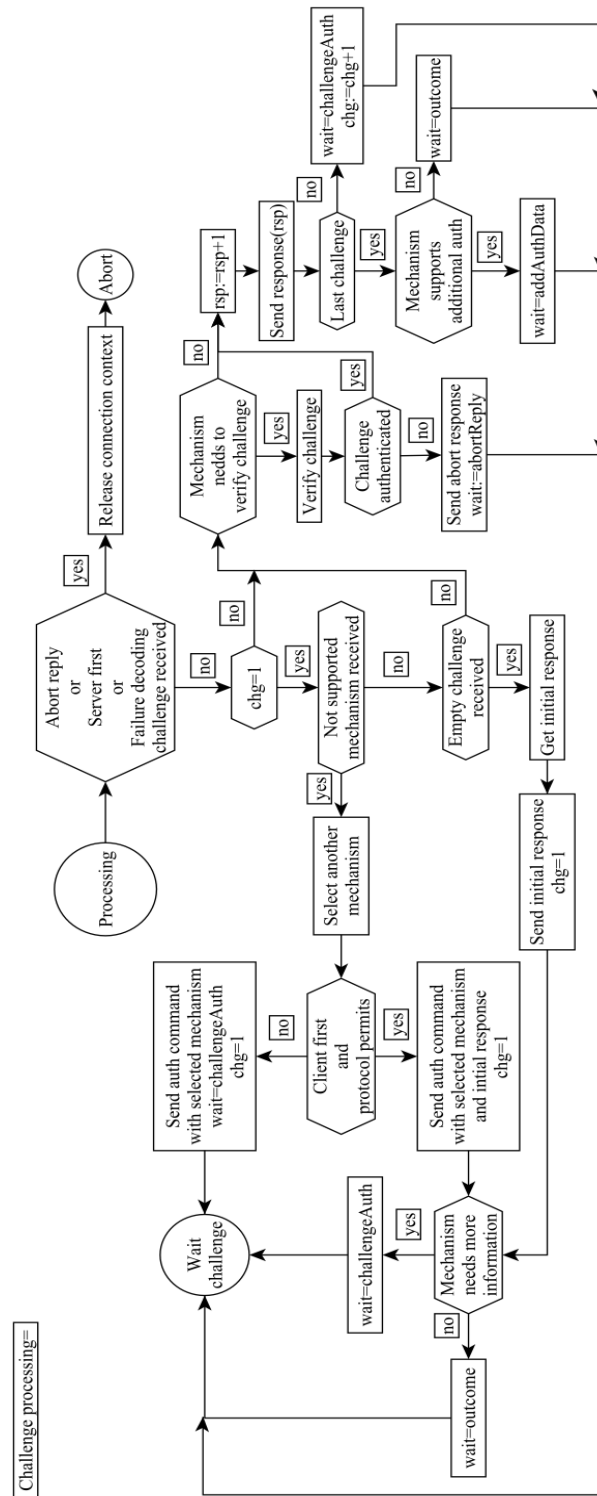 Challenge processing=
Processing
Abort reply
or
Server first
or
Failure decoding
challenge received
yes
Release connection context
Abort
no
chg=1
no
yes
Not supported
mechanism received
yes
no
Select another
mechanism
Client first
and
protocol permits
no
yes
Send auth command
with selected mechanism
wait=challengeAuth
chg=1
Send auth command
with selected mechanism
and intial response
chg=1
Wait
challenge
wait=challengeAuth
yes
Mechanism
needs more
information
no
wait=outcome
Empty challenge
received
no
yes
Get initial response
Send initial response
chg=1
Mechanism
nedds to
verify challenge
no
yes
Verify challenge
Challenge
authenticated
yes
no
Send abort response
wait:=abortReply
rsp:=rsp+1
Send response(rsp)
Last challenge
no
yes
wait=challengeAuth
chg:=chg+1
Mechanism
supports
additional auth
no
yes
wait=outcome
wait=addAuthData